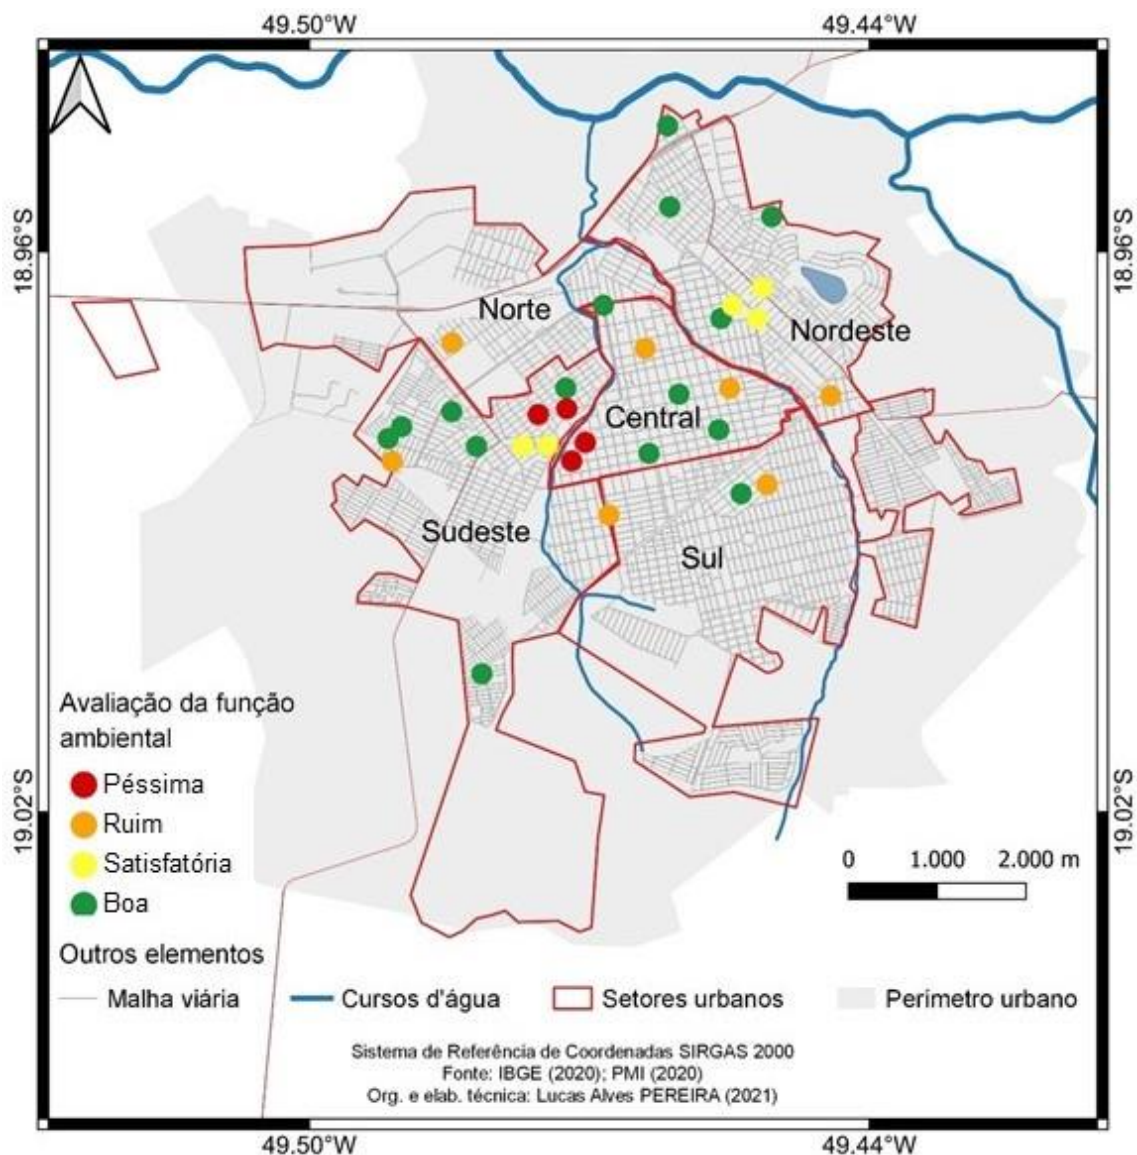 49.50°W
49.44°W
18.96°S
18.96°S
Norte
Nordeste
Central
Sudeste
Sul
Avaliação da função
ambiental
Péssima
Ruim
Satisfatória
Boa
19.02°S
19.02°S
0 1.000 2.000 m
Outros elementos
Malha viária
Cursos d'água
Setores urbanos
Perimetro urbano
Sistema de Referência de Coordenadas SIRGAS 2000
Fonte: IBGE (2020); PMI (2020)
Org. e elab. técnica: Lucas Alves PEREIRA (2021)
49.50°W
49.44°W